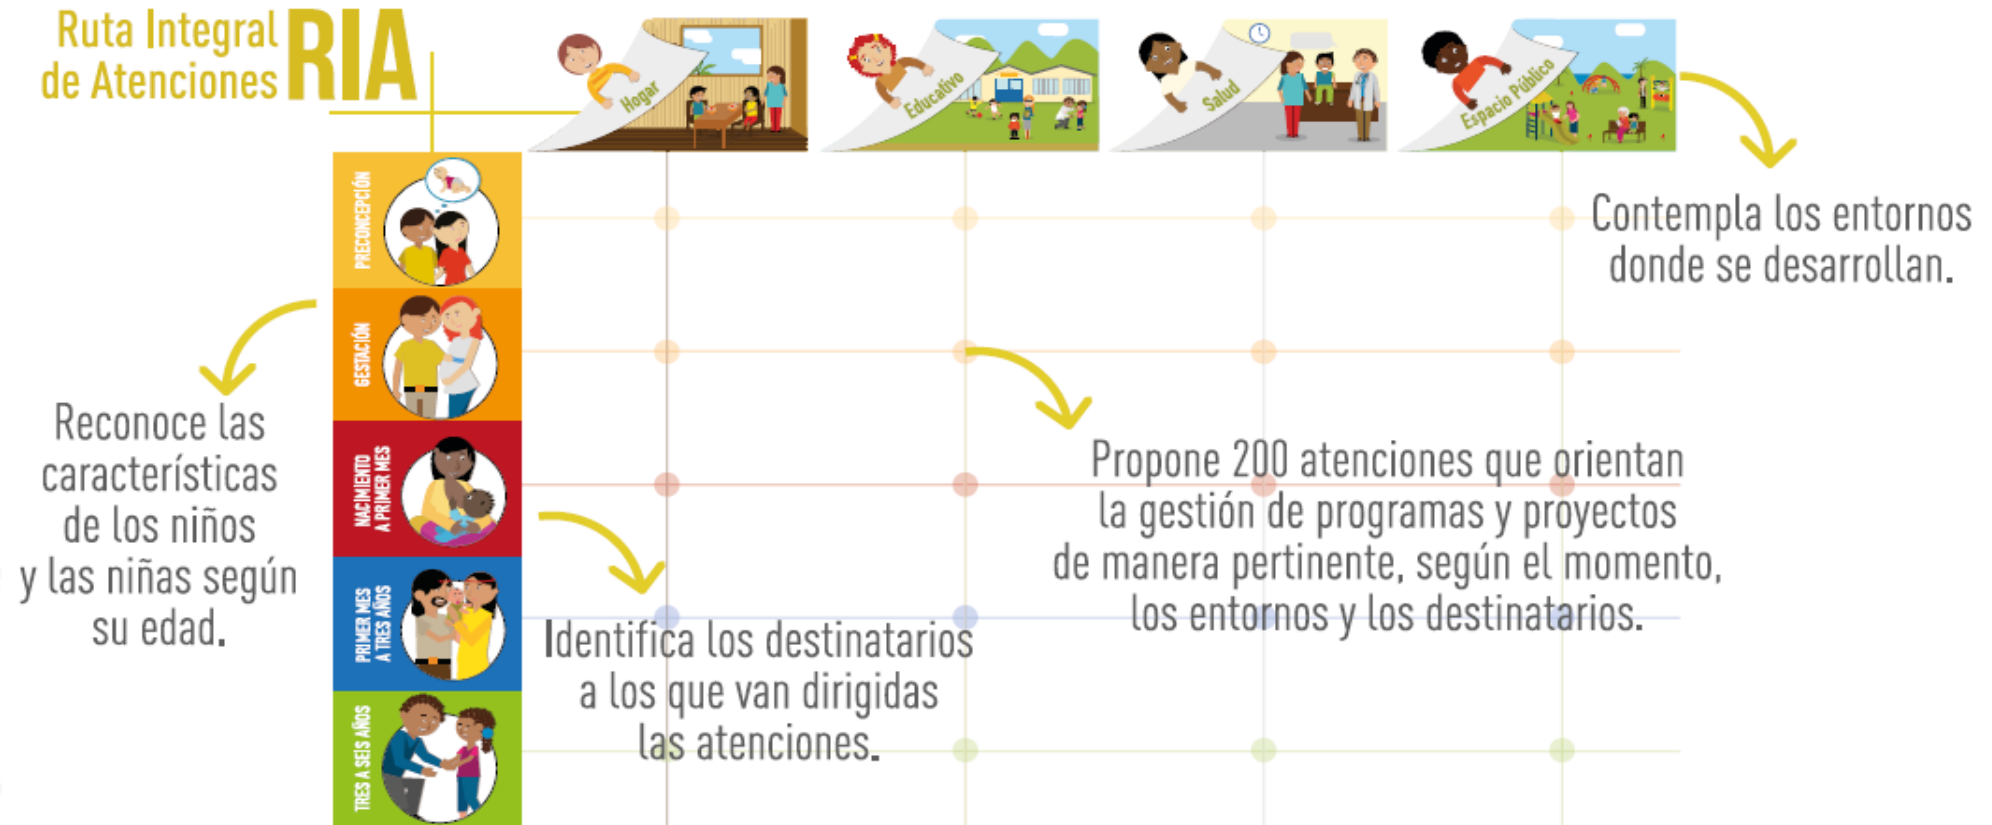 Ruta Integral
de Atenciones
RIA
Hogar
Educativo
Salud
Espacio Público
Contempla los entornos
donde se desarrollan.
PRECONCEPCIÓN
GESTACIÓN
NACIMIENTO
A PRIMER MES
PRIMER MES
A TRES AÑOS
TRES A SEIS AÑOS
Reconoce las
características
de los niños
y las niñas según
su edad.
Identifica los destinatarios
a los que van dirigidas
las atenciones.
Propone 200 atenciones que orientan
la gestión de programas y proyectos
de manera pertinente, según el momento,
los entornos y los destinatarios.